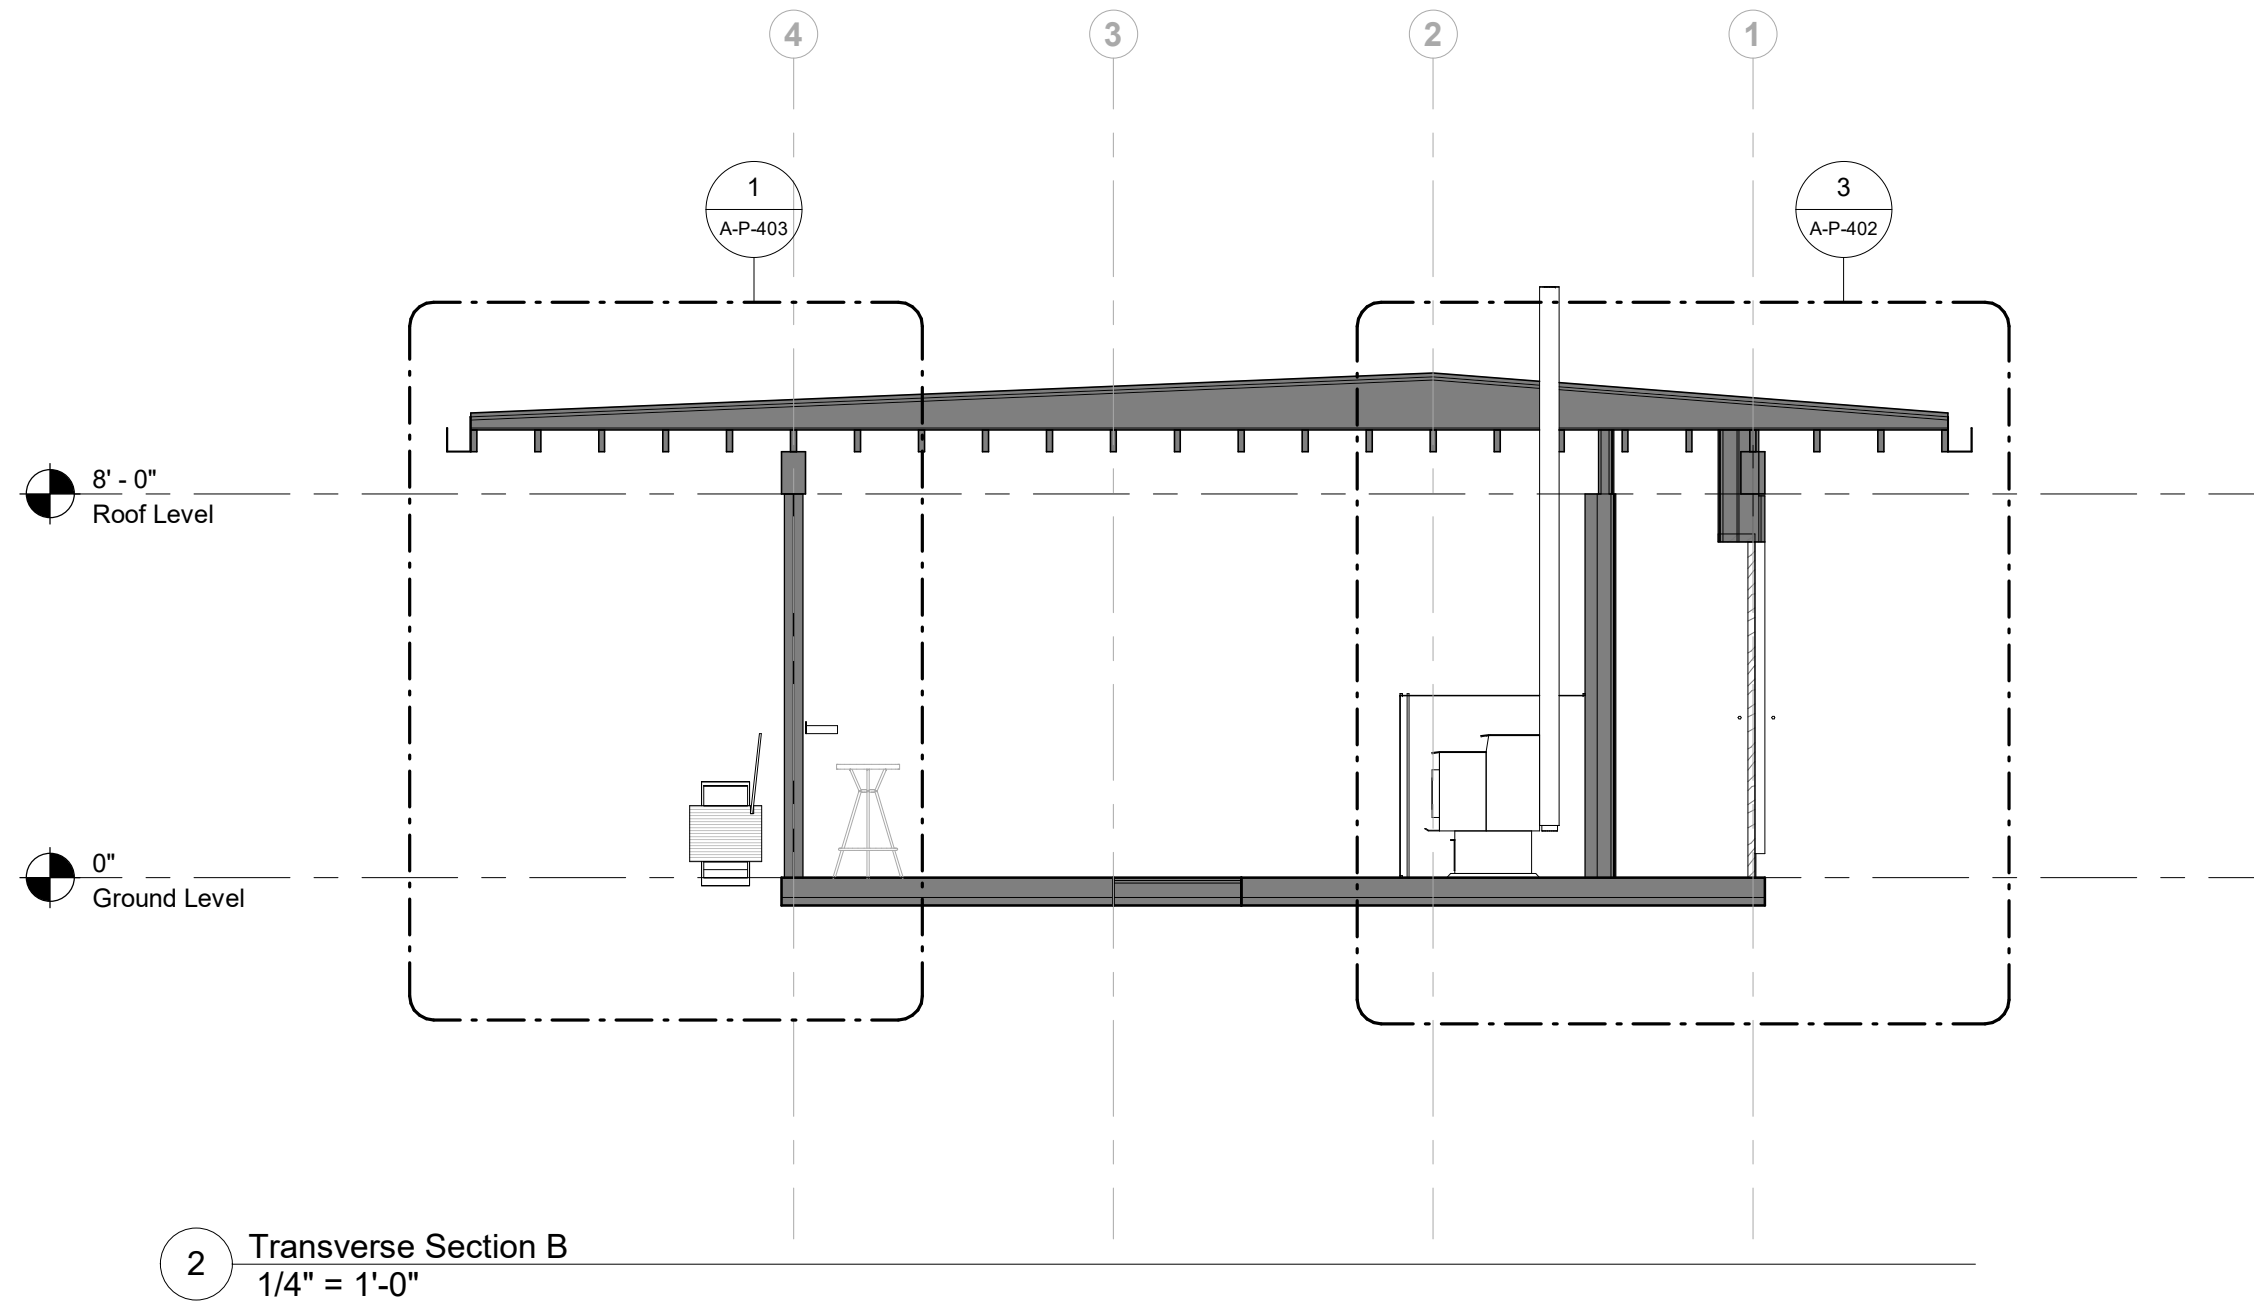 4
3
2
1
1
A-P-403
3
A-P-402
8' - 0"
Roof Level
0"
Ground Level
2
Transverse Section B
1/4" = 1'-0"